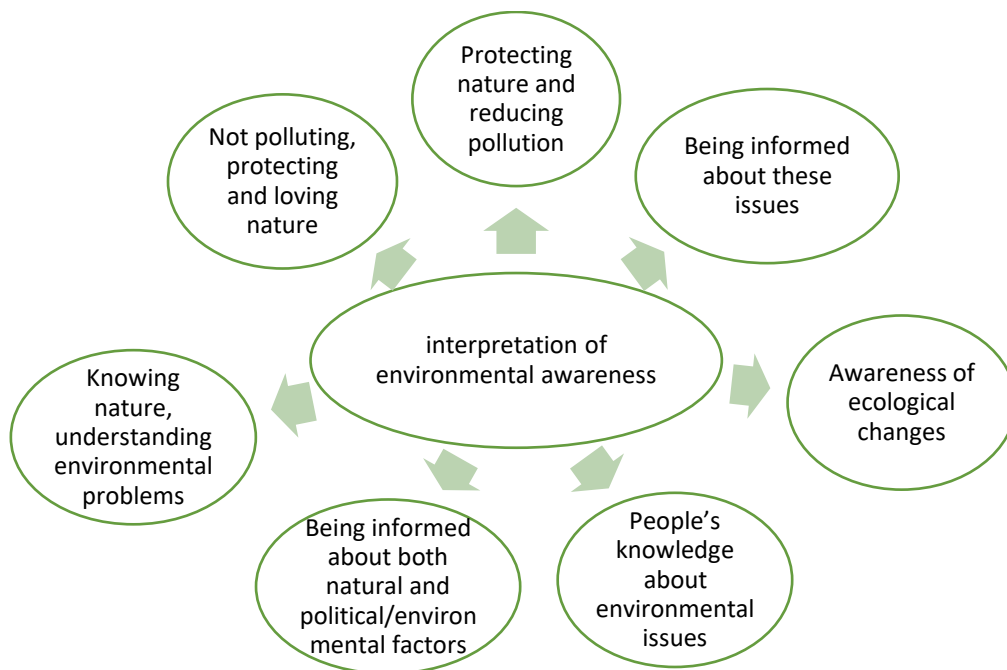 Protecting
nature and
reducing
pollution
Not polluting,
protecting
and loving
nature
Being informed
about these
issues
interpretation of
environmental awareness
Knowing
nature,
understanding
environmental
problems
Awareness of
ecological
changes
Being informed
about both
natural and
political/environ
mental factors
People’s
knowledge
about
environmental
issues